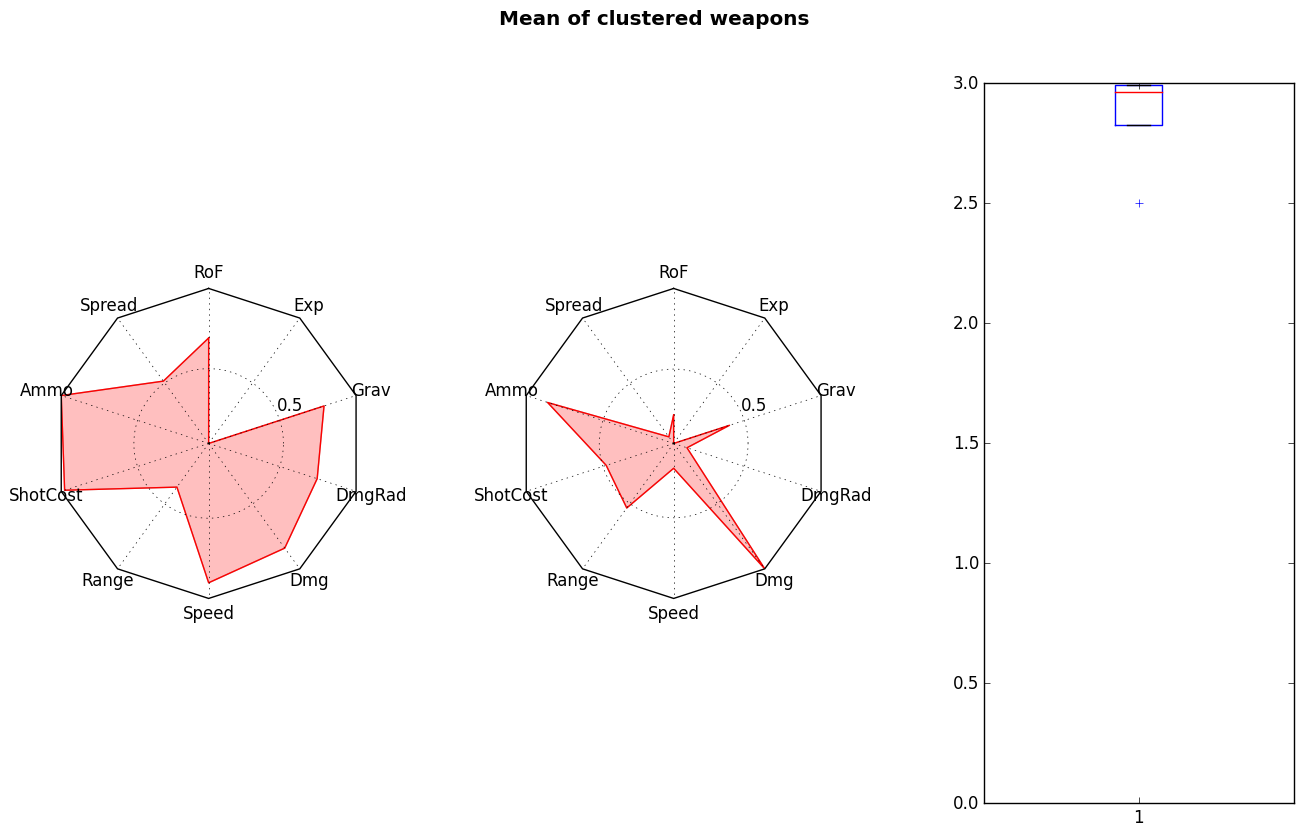 Mean of clustered weapons
RoF
Exp
Spread
Grav
Ammo
0.5
ShotCost
DmgRad
Range
Dmg
Speed
RoF
Exp
Spread
Grav
Ammo
0.5
ShotCost
DmgRad
Range
Dmg
Speed
3.0
2.5
2.0
1.5
1.0
0.5
0.0
1